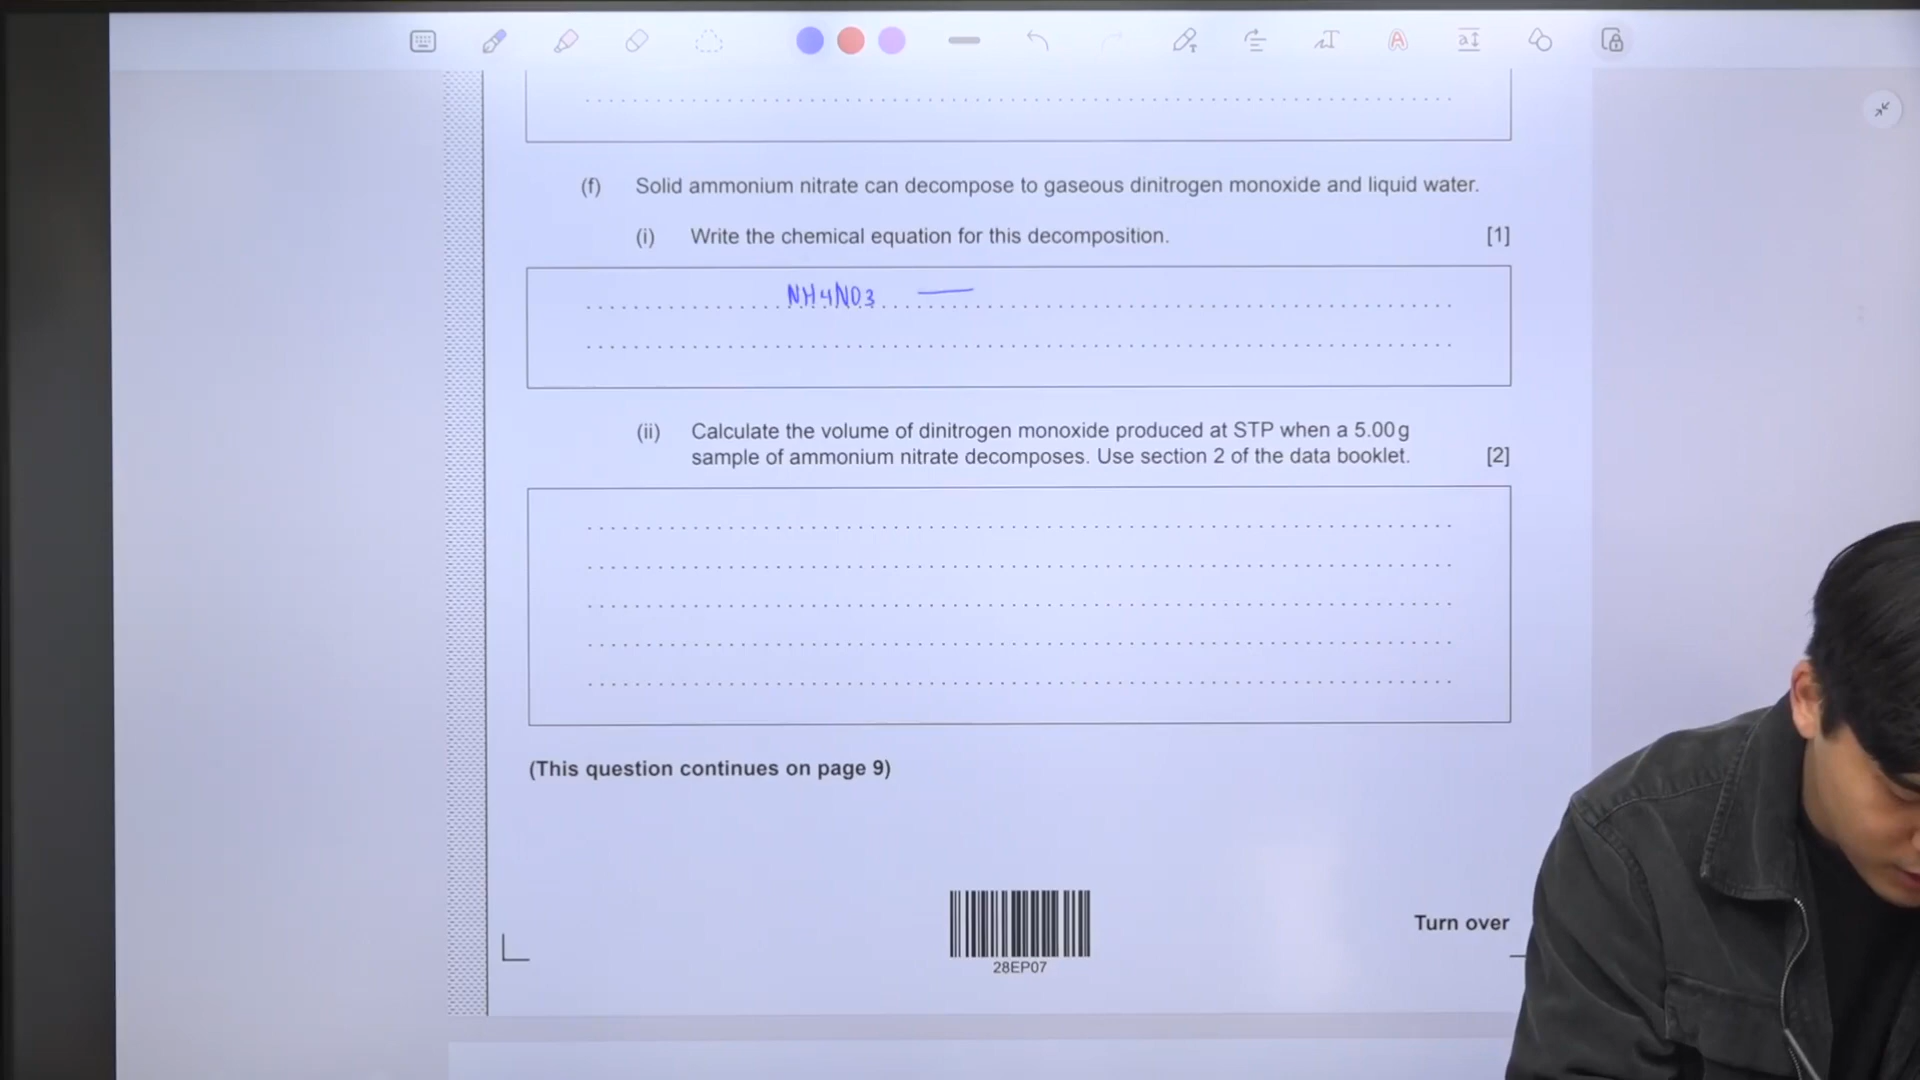 (f) Solid ammonium nitrate can decompose to gaseous dinitrogen monoxide and liquid water.
(i) Write the chemical equation for this decomposition. [1]
NH4NO3 —
(ii) Calculate the volume of dinitrogen monoxide produced at STP when a 5.00 g
sample of ammonium nitrate decomposes. Use section 2 of the data booklet. [2]
(This question continues on page 9)
Turn over
28EP07